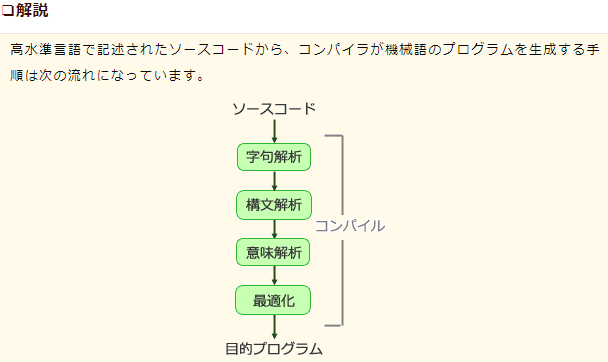 ❏解説
高水準言語で記述されたソースコードから、コンパイラが機械語のプログラムを生成する手
順は次の流れになっています。
ソースコード
字句解析
構文解析
コンパイル
意味解析
最適化
目的プログラム